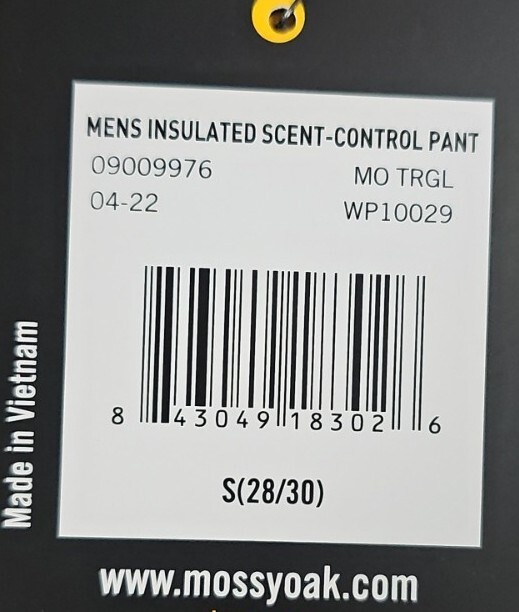 MENS INSULATED SCENT-CONTROL PANT
09009976 MO TRGL
04-22 WP10029
8 43049 18302 6
S(28/30)
Made in Vietnam
www.mossyoak.com